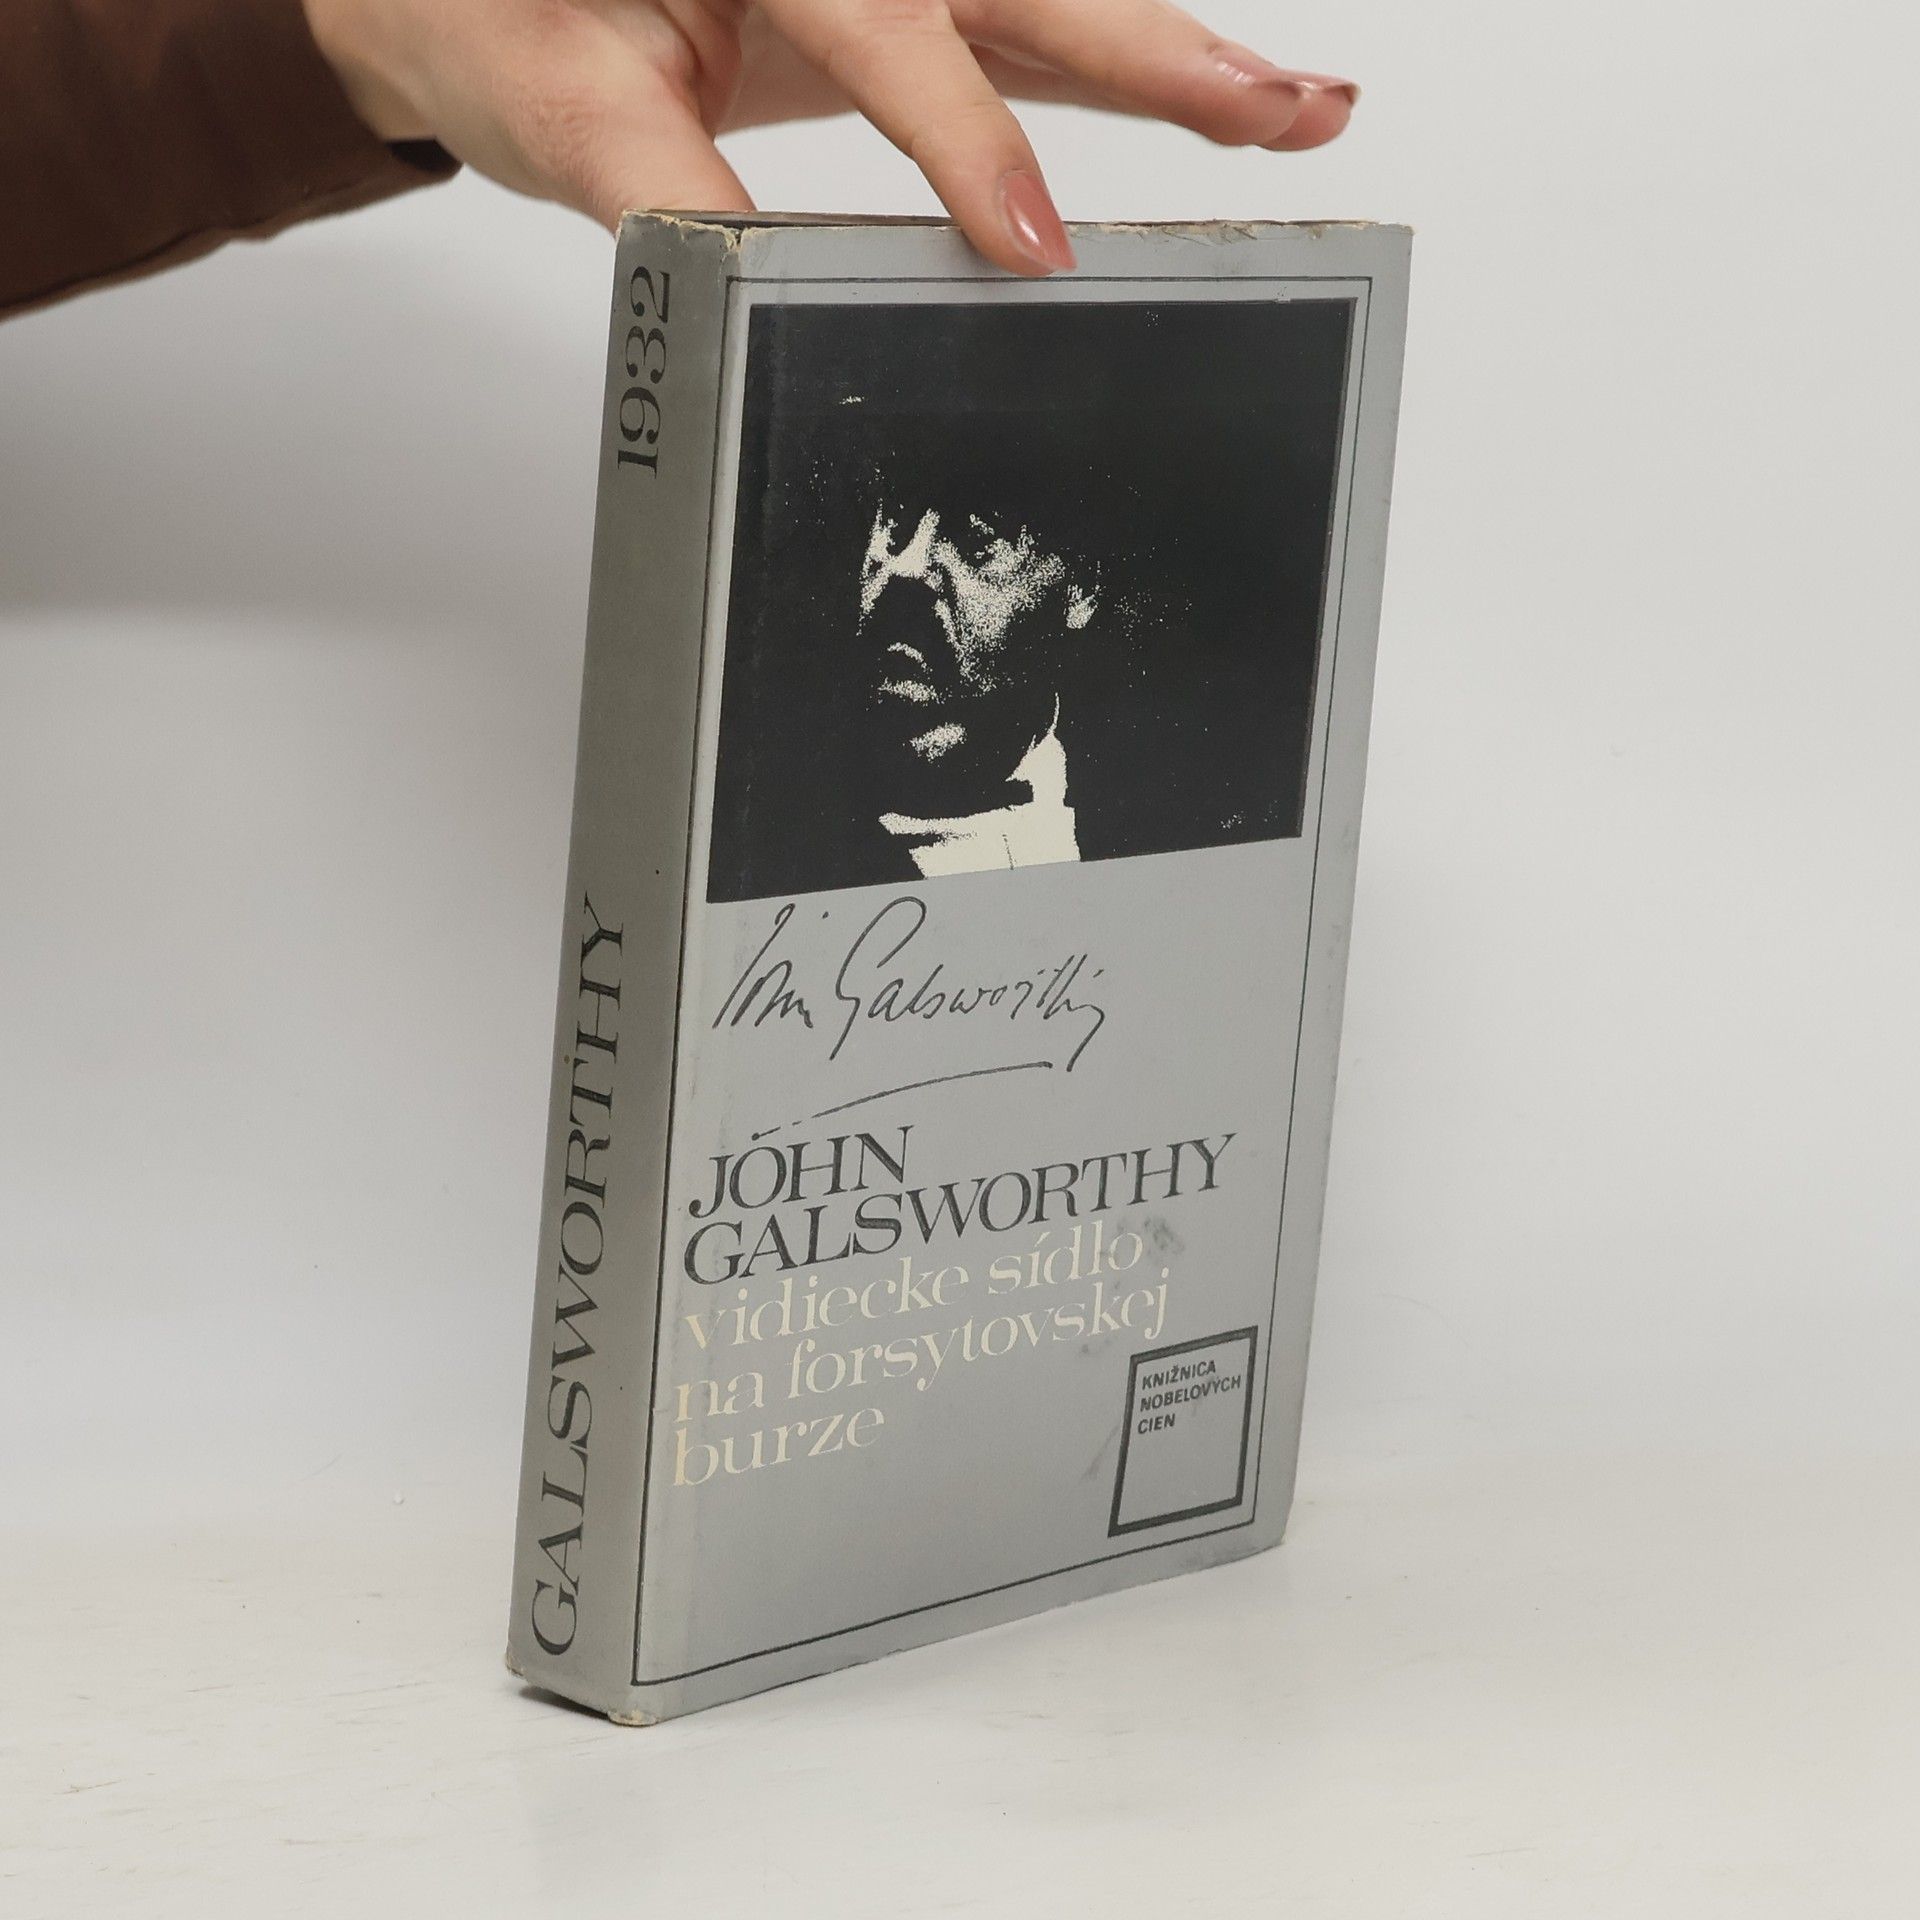 GALSWORTHY 1932
John Galsworthy
JOHN
GALSWORTHY
vidiecke sídlo
na forsytovskej
burze
KNIŽNICA
NOBELOVÝCH
CIEN